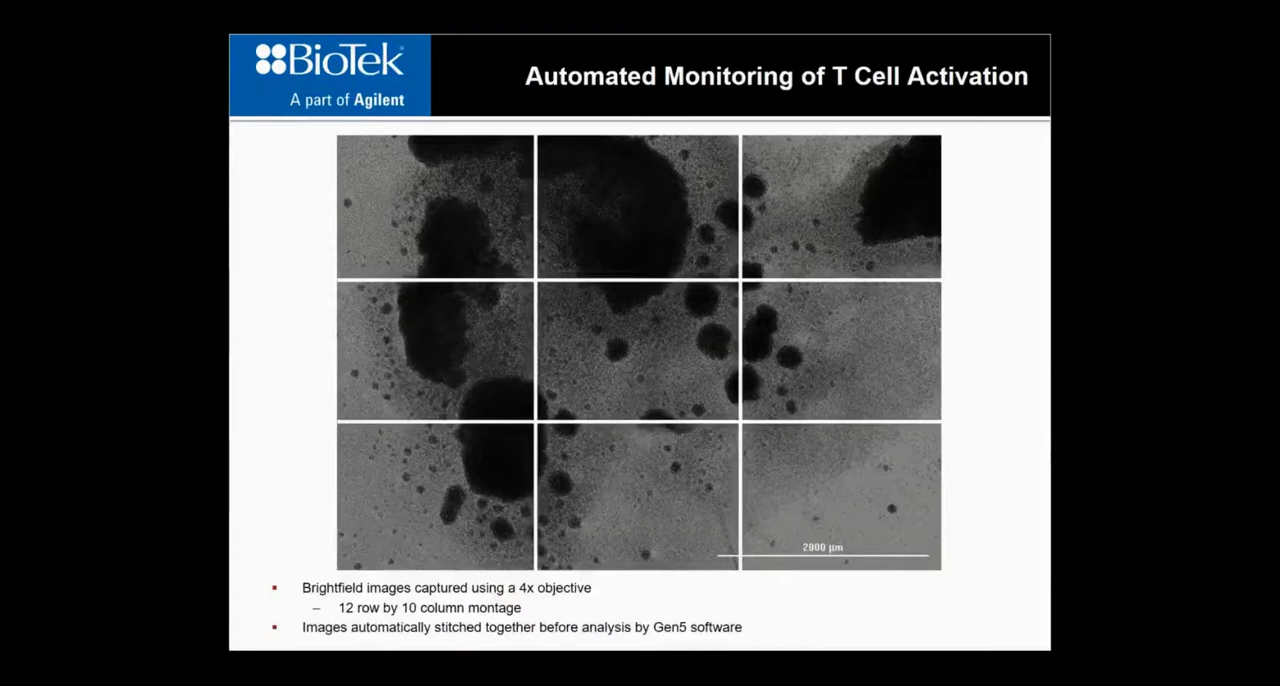 BioTek
A part of Agilent
Automated Monitoring of T Cell Activation
2000 µm
Brightfield images captured using a 4x objective
– 12 row by 10 column montage
Images automatically stitched together before analysis by Gen5 software